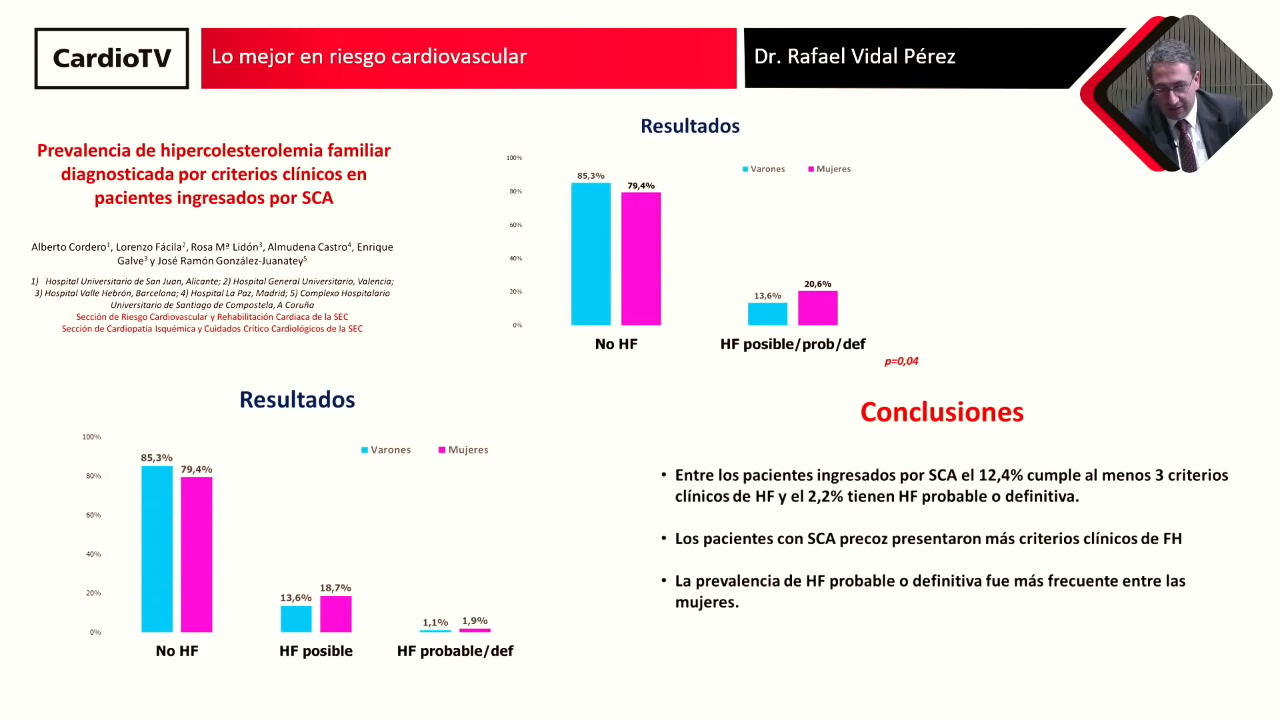 CardioTV
Lo mejor en riesgo cardiovascular
Dr. Rafael Vidal Pérez
Prevalencia de hipercolesterolemia familiar
diagnosticada por criterios clínicos en
pacientes ingresados por SCA
Alberto Cordero1, Lorenzo Fácila2, Rosa Mª Lidón3, Almudena Castro4, Enrique
Galve3 y José Ramón González-Juanatey5
1) Hospital Universitario de San Juan, Alicante; 2) Hospital General Universitario, Valencia;
3) Hospital Valle Hebrón, Barcelona; 4) Hospital La Paz, Madrid; 5) Complexo Hospitalario
Universitario de Santiago de Compostela, A Coruña
Sección de Riesgo Cardiovascular y Rehabilitación Cardiaca de la SEC
Sección de Cardiopatía Isquémica y Cuidados Crítico Cardiológicos de la SEC
Resultados
Varones
Mujeres
100%
80%
60%
40%
20%
0%
85,3%
79,4%
13,6%
20,6%
No HF
HF posible/prob/def
p=0,04
Resultados
Varones
Mujeres
100%
80%
60%
40%
20%
0%
85,3%
79,4%
13,6%
18,7%
1,1%
1,9%
No HF
HF posible
HF probable/def
Conclusiones
• Entre los pacientes ingresados por SCA el 12,4% cumple al menos 3 criterios
clínicos de HF y el 2,2% tienen HF probable o definitiva.
• Los pacientes con SCA precoz presentaron más criterios clínicos de FH
• La prevalencia de HF probable o definitiva fue más frecuente entre las
mujeres.